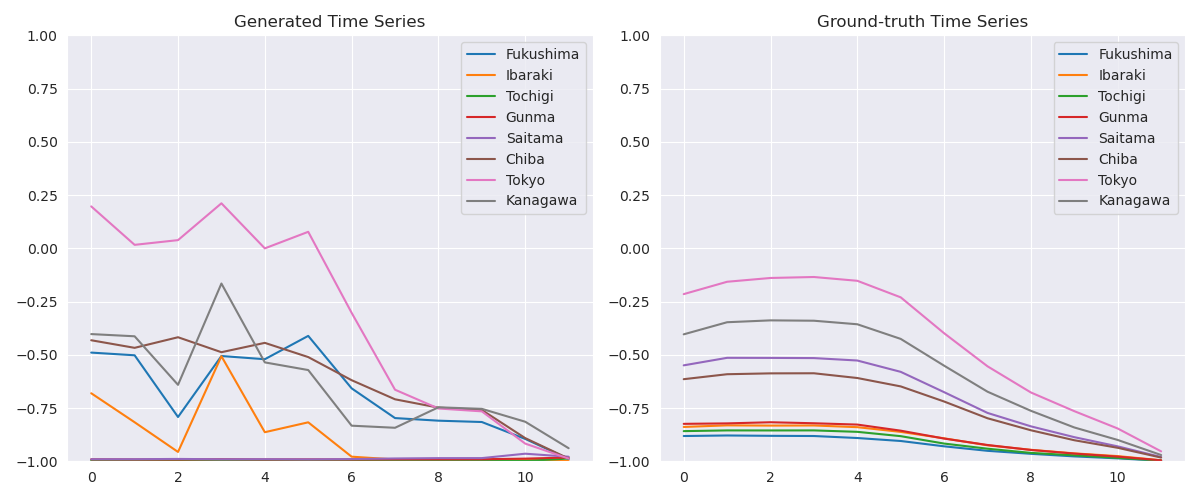 Generated Time Series
1.00
0.75
0.50
0.25
0.00
−0.25
−0.50
−0.75
−1.00
0 2 4 6 8 10
Fukushima
Ibaraki
Tochigi
Gunma
Saitama
Chiba
Tokyo
Kanagawa
Ground-truth Time Series
1.00
0.75
0.50
0.25
0.00
−0.25
−0.50
−0.75
−1.00
0 2 4 6 8 10
Fukushima
Ibaraki
Tochigi
Gunma
Saitama
Chiba
Tokyo
Kanagawa